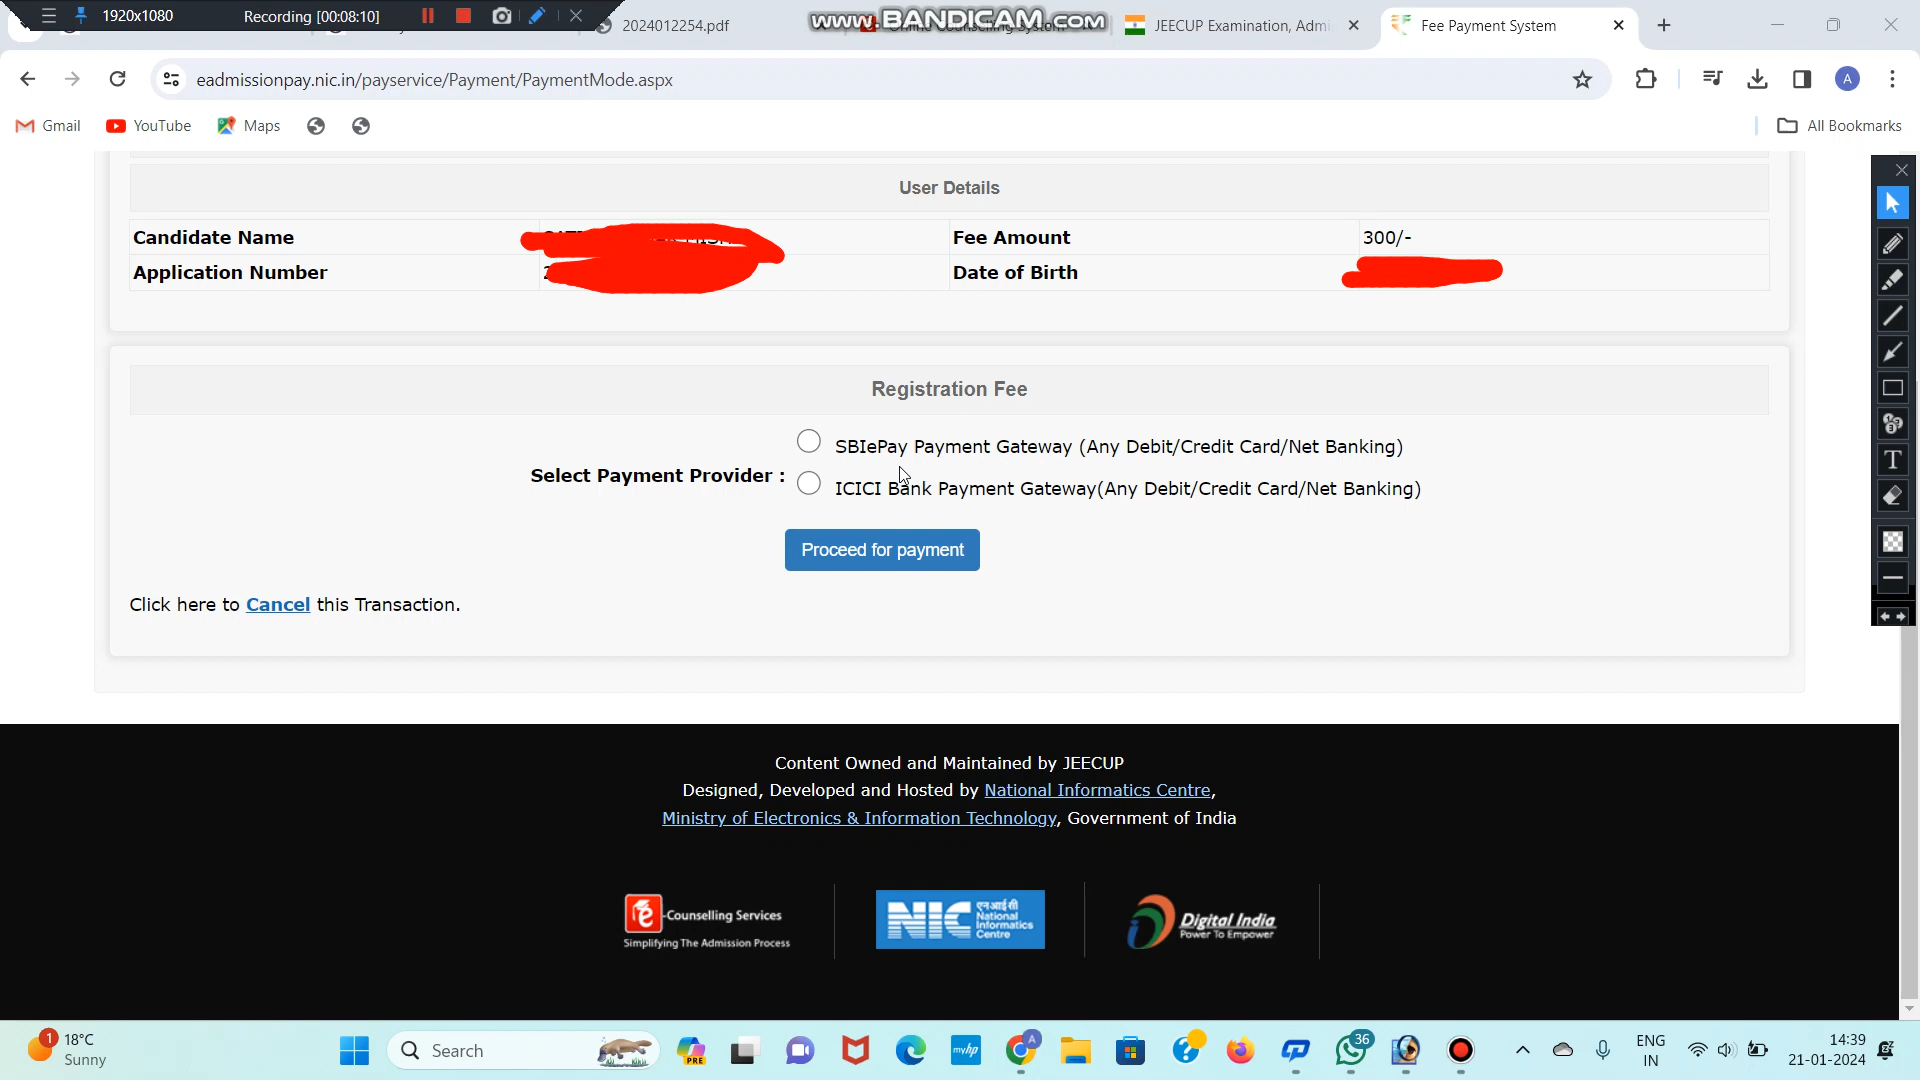 1920x1080
Recording [00:08:10]
2024012254.pdf
www.BANDICAM.COM
JEECUP Examination, Admi
Fee Payment System
eadmissionpay.nic.in/payservice/Payment/PaymentMode.aspx
A
Gmail
YouTube
Maps
All Bookmarks
User Details
Candidate Name
Fee Amount
300/-
Application Number
Date of Birth
Registration Fee
Select Payment Provider :
SBIePay Payment Gateway (Any Debit/Credit Card/Net Banking)
ICICI Bank Payment Gateway(Any Debit/Credit Card/Net Banking)
Proceed for payment
Click here to Cancel this Transaction.
Content Owned and Maintained by JEECUP
Designed, Developed and Hosted by National Informatics Centre,
Ministry of Electronics & Information Technology, Government of India
e-Counselling Services
Simplifying The Admission Process
NIC
एनआईसी
National
Informatics
Centre
Digital India
Power To Empower
1
18°C
Sunny
Search
PRE
myhp
A
36
ENG
IN
14:39
21-01-2024